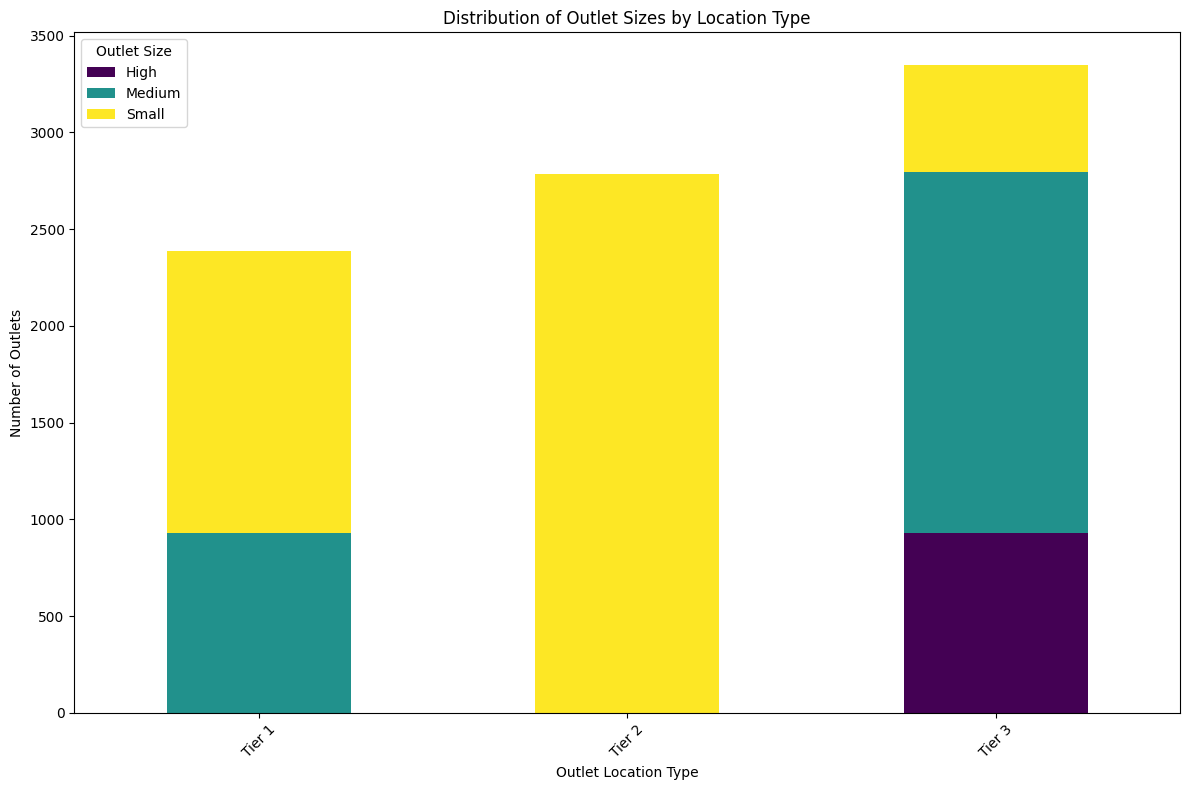 Distribution of Outlet Sizes by Location Type
Outlet Size
High
Medium
Small
3500
3000
2500
2000
1500
1000
500
0
Number of Outlets
Tier 1
Tier 2
Tier 3
Outlet Location Type